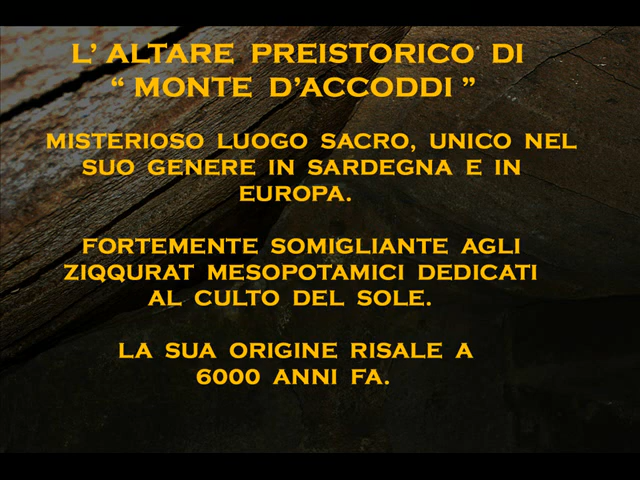 L’ ALTARE PREISTORICO DI
“ MONTE D’ACCODDI ”
MISTERIOSO LUOGO SACRO, UNICO NEL
SUO GENERE IN SARDEGNA E IN
EUROPA.
FORTEMENTE SOMIGLIANTE AGLI
ZIQQURAT MESOPOTAMICI DEDICATI
AL CULTO DEL SOLE.
LA SUA ORIGINE RISALE A
6000 ANNI FA.